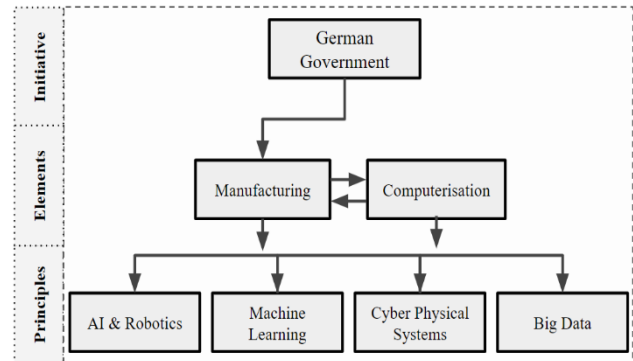 Initiative
German
Government
Elements
Manufacturing
Computerisation
Principles
AI & Robotics
Machine
Learning
Cyber Physical
Systems
Big Data